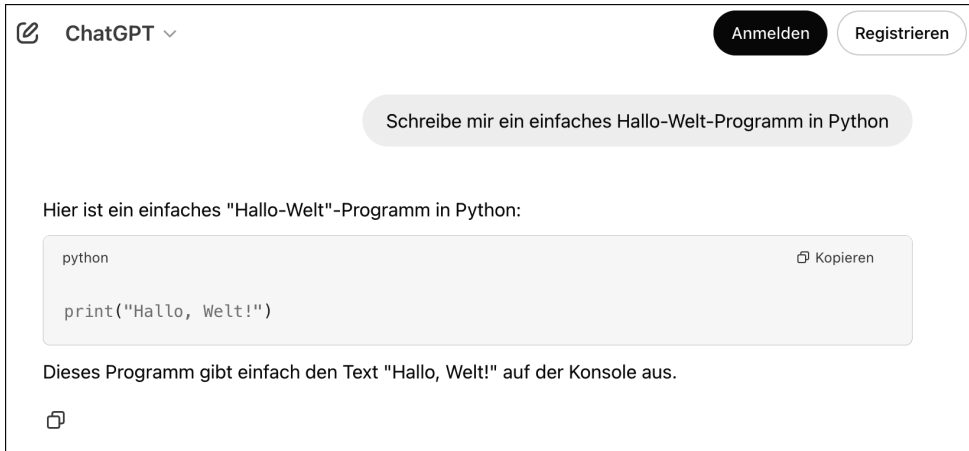 ChatGPT
Anmelden
Registrieren
Schreibe mir ein einfaches Hallo-Welt-Programm in Python
Hier ist ein einfaches "Hallo-Welt"-Programm in Python:
python
Kopieren
print("Hallo, Welt!")
Dieses Programm gibt einfach den Text "Hallo, Welt!" auf der Konsole aus.